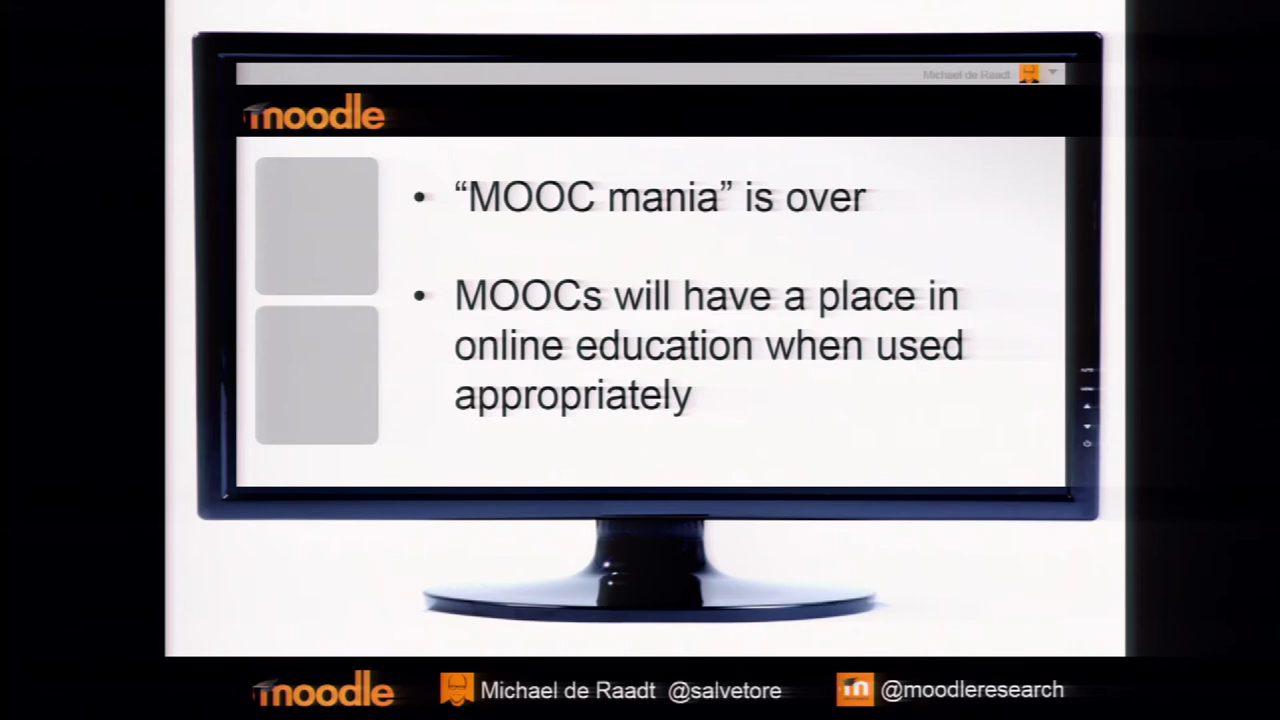 Michael de Raadt
moodle
• “MOOC mania” is over
• MOOCs will have a place in
online education when used
appropriately
moodle
Michael de Raadt @salvetore
m @moodleresearch